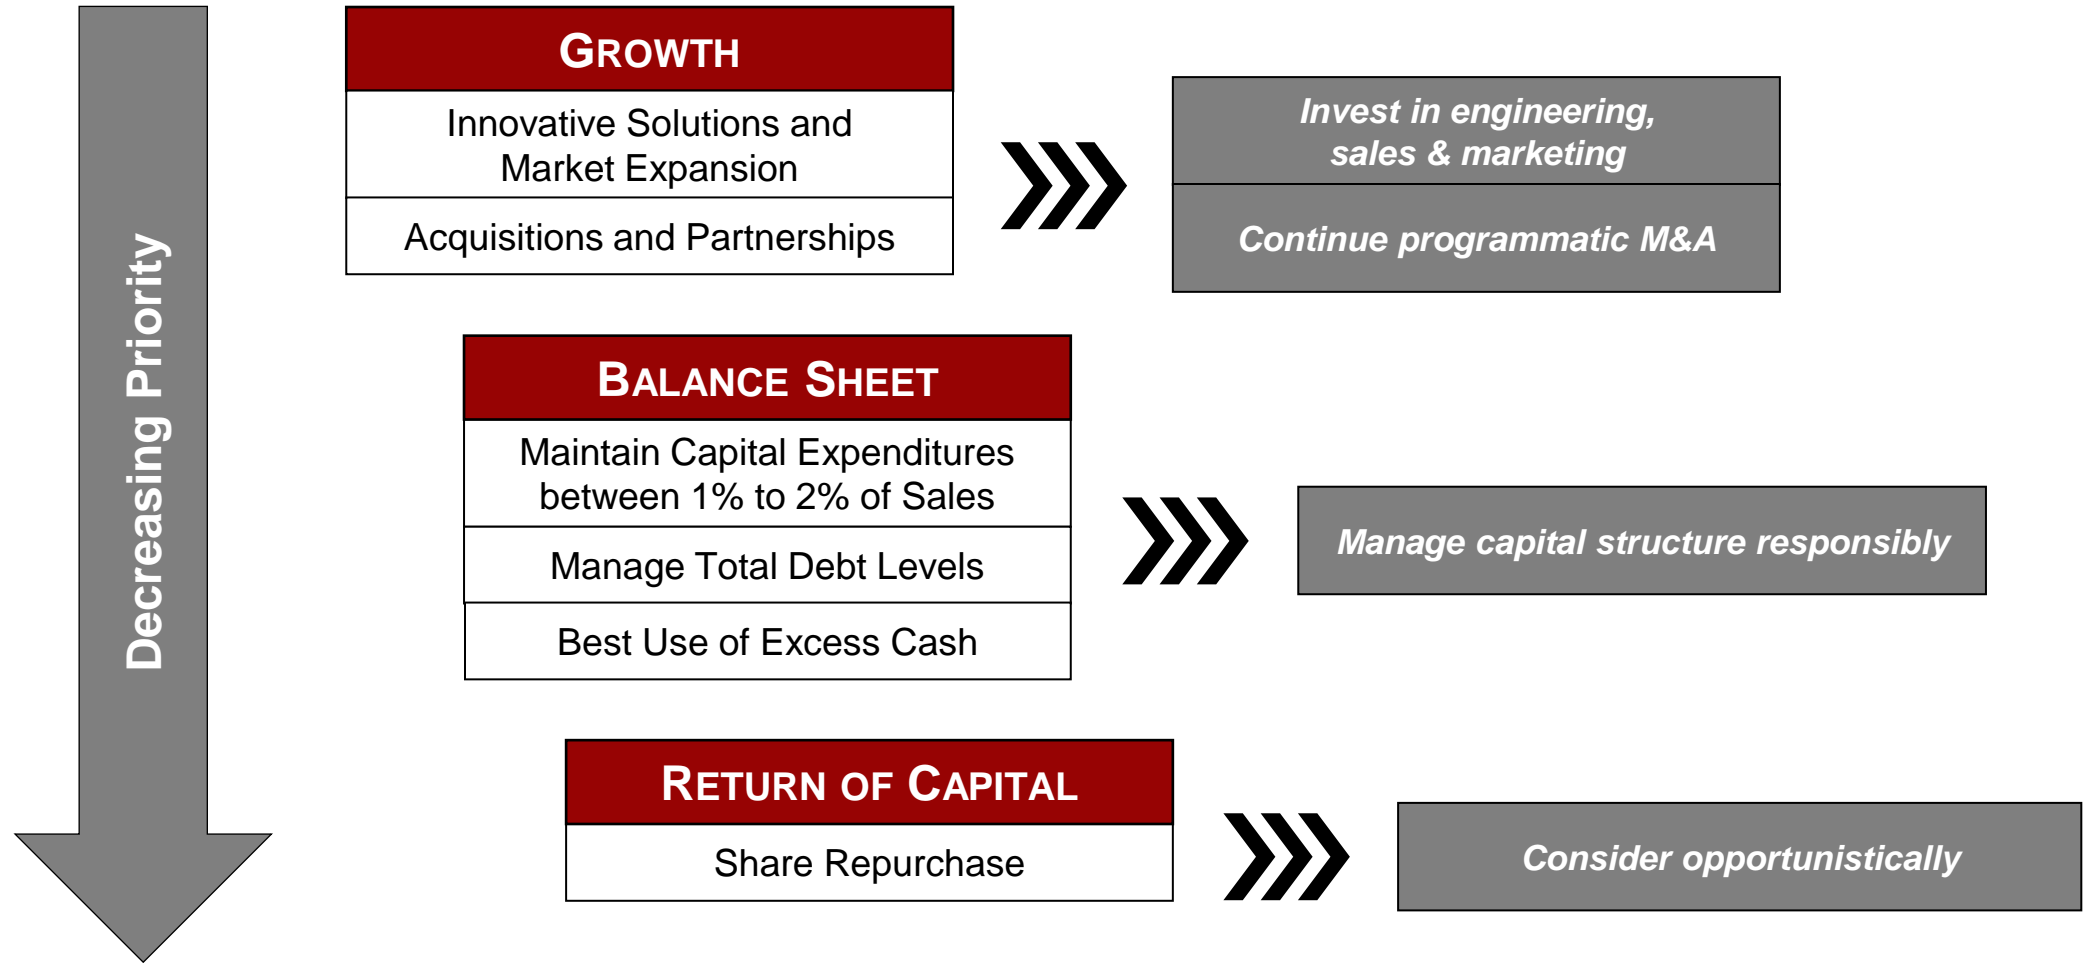 Decreasing Priority
GROWTH
Innovative Solutions and
Market Expansion
Acquisitions and Partnerships
Invest in engineering,
sales & marketing
Continue programmatic M&A
BALANCE SHEET
Maintain Capital Expenditures
between 1% to 2% of Sales
Manage Total Debt Levels
Best Use of Excess Cash
Manage capital structure responsibly
RETURN OF CAPITAL
Share Repurchase
Consider opportunistically